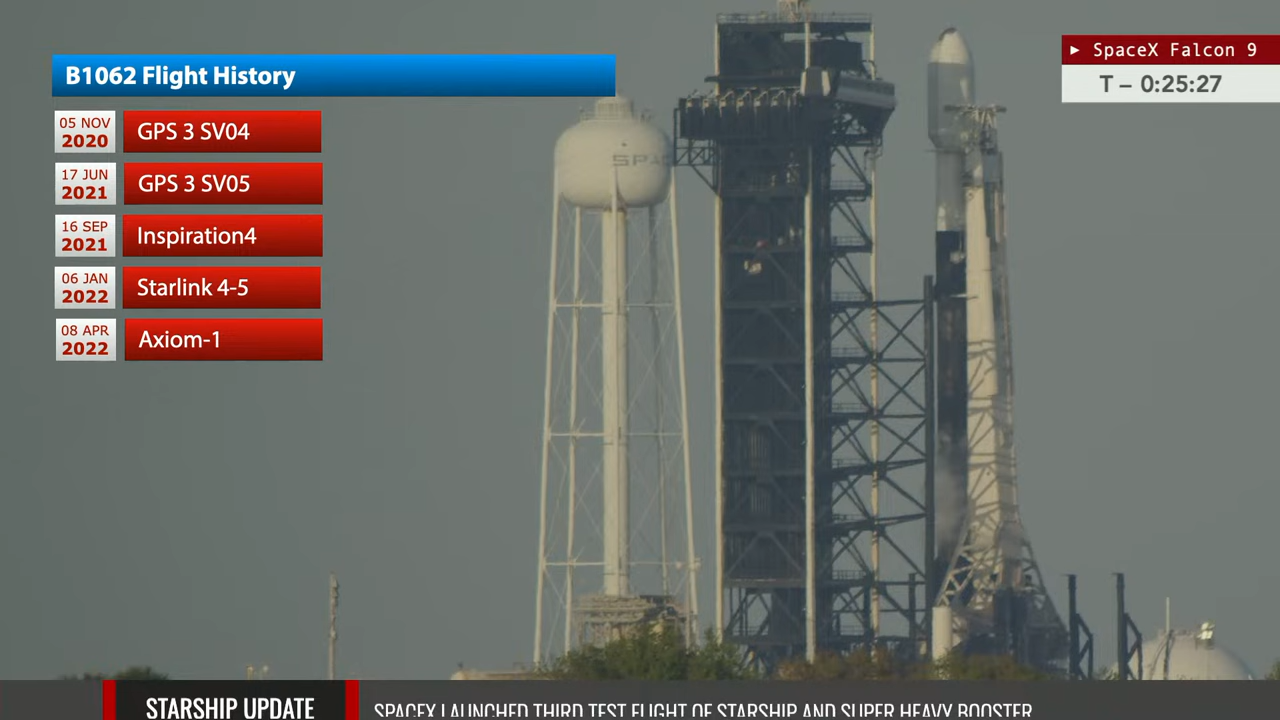 B1062 Flight History
05 NOV
2020
GPS 3 SV04
17 JUN
2021
GPS 3 SV05
16 SEP
2021
Inspiration4
06 JAN
2022
Starlink 4-5
08 APR
2022
Axiom-1
► SpaceX Falcon 9
T – 0:25:27
SPA
STARSHIP UPDATE
SPACEX LAUNCHED THIRD TEST FLIGHT OF STARSHIP AND SUPER HEAVY BOOSTER